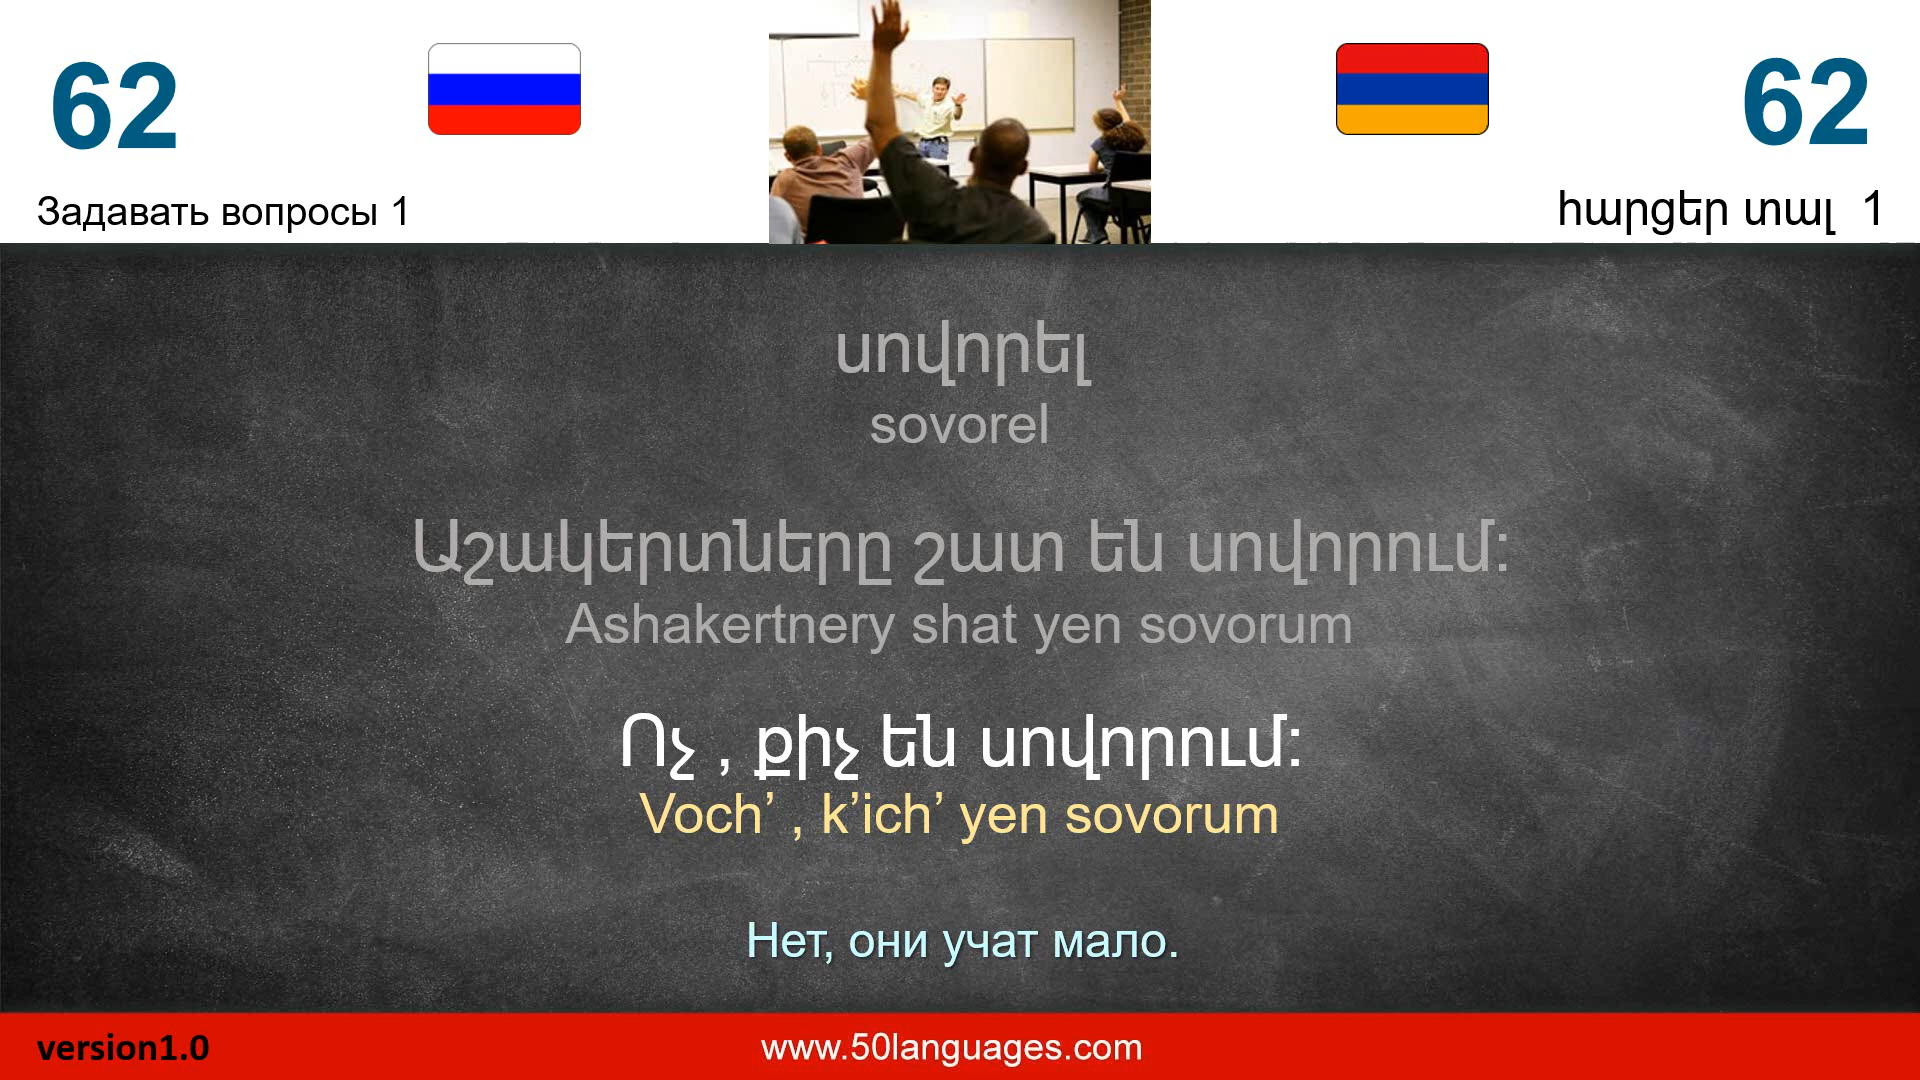 62
62
Задавать вопросы 1
հարցեր տալ 1
սովորել
sovorel
Աշակերտները շատ են սովորում:
Ashakertnery shat yen sovorum
Ոչ , քիչ են սովորում:
Voch’ , k’ich’ yen sovorum
Нет, они учат мало.
version1.0
www.50languages.com